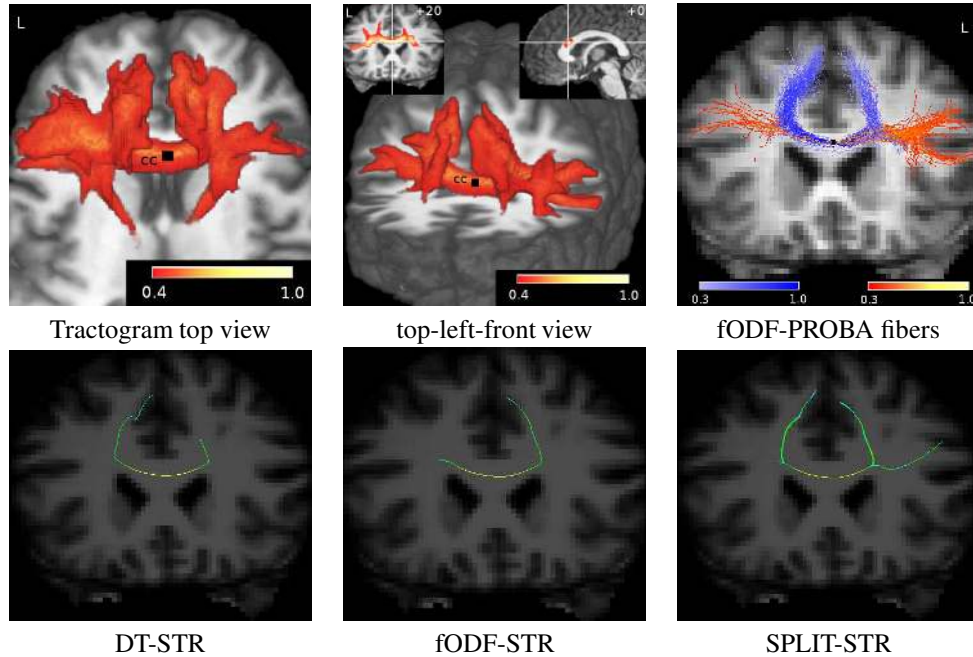 L
cc
0.4 1.0
L +20 +0
cc
0.4 1.0
L
0.3 1.0 0.3 1.0
Tractogram top view
top-left-front view
fODF-PROBA fibers
DT-STR
fODF-STR
SPLIT-STR